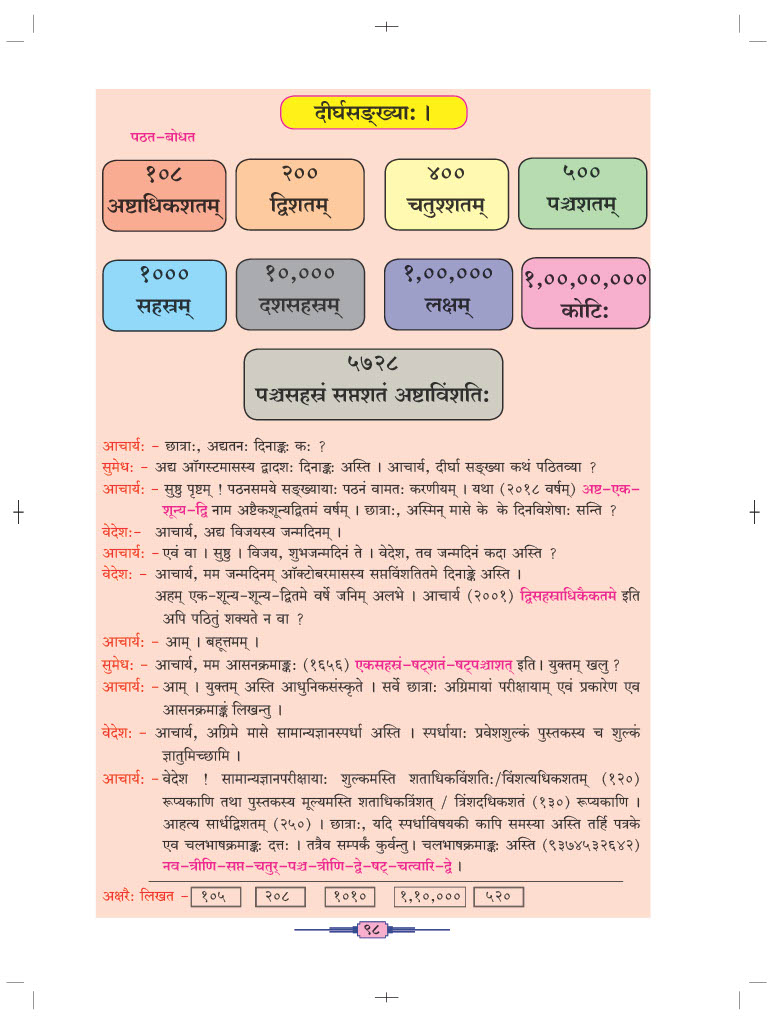 दीर्घसङ्ख्याः ।
पठत-बोधत
१०८ २०० ४०० ५००
अष्टाधिकशतम् द्विशतम् चतुश्शतम् पञ्चशतम्
१००० १०,००० १,००,००० १,००,००,०००
सहस्रम् दशसहस्रम् लक्षम् कोटिः
५७२८
पञ्चसहस्रं सप्तशतं अष्टाविंशतिः
आचार्यः - छात्राः, अद्यतनः दिनाङ्कः कः ?
सुमेधः - अद्य ऑगस्टमासस्य द्वादशः दिनाङ्कः अस्ति । आचार्य, दीर्घा सङ्ख्या कथं पठितव्या ?
आचार्यः - सुष्ठु पृष्टम् ! पठनसमये सङ्ख्यायाः पठनं वामतः करणीयम् । यथा (२०१८ वर्षम्) अष्ट-एक-
शून्य-द्वि नाम अष्टैकशून्यद्वितमं वर्षम् । छात्राः, अस्मिन् मासे के के दिनविशेषाः सन्ति ?
वेदेशः- आचार्य, अद्य विजयस्य जन्मदिनम् ।
आचार्यः - एवं वा । सुष्ठु । विजय, शुभजन्मदिनं ते । वेदेश, तव जन्मदिनं कदा अस्ति ?
वेदेशः - आचार्य, मम जन्मदिनम् ऑक्टोबरमासस्य सप्तविंशतितमे दिनाङ्के अस्ति ।
अहम् एक-शून्य-शून्य-द्वितमे वर्षे जनिम् अलभे । आचार्य (२००१) द्विसहस्राधिकैकतमे इति
अपि पठितुं शक्यते न वा ?
आचार्यः - आम् । बहूत्तमम् ।
सुमेधः - आचार्य, मम आसनक्रमाङ्कः (१६५६) एकसहस्रं-षट्शतं-षट्पञ्चाशत् इति । युक्तम् खलु ?
आचार्यः - आम् । युक्तम् अस्ति आधुनिकसंस्कृते । सर्वे छात्राः अग्रिमायां परीक्षायाम् एवं प्रकारेण एव
आसनक्रमाङ्कं लिखन्तु ।
वेदेशः - आचार्य, अग्रिमे मासे सामान्यज्ञानस्पर्धा अस्ति । स्पर्धायाः प्रवेशशुल्कं पुस्तकस्य च शुल्कं
ज्ञातुमिच्छामि ।
आचार्यः - वेदेश ! सामान्यज्ञानपरीक्षायाः शुल्कमस्ति शताधिकविंशतिः/विंशत्यधिकशतम् (१२०)
रूप्यकाणि तथा पुस्तकस्य मूल्यमस्ति शताधिकत्रिंशत् / त्रिंशदधिकशतं (१३०) रूप्यकाणि ।
आहत्य सार्धद्विशतम् (२५०) । छात्राः, यदि स्पर्धाविषयकी कापि समस्या अस्ति तर्हि पत्रके
एव चलभाषक्रमाङ्कः दत्तः । तत्रैव सम्पर्कं कुर्वन्तु । चलभाषक्रमाङ्कः अस्ति (९३७४५३२६४२)
नव-त्रीणि-सप्त-चतुर्-पञ्च-त्रीणि-द्वे-षट्-चत्वारि-द्वे ।
अक्षरैः लिखत - १०५ २०८ १०१० १,१०,००० ५२०
९८